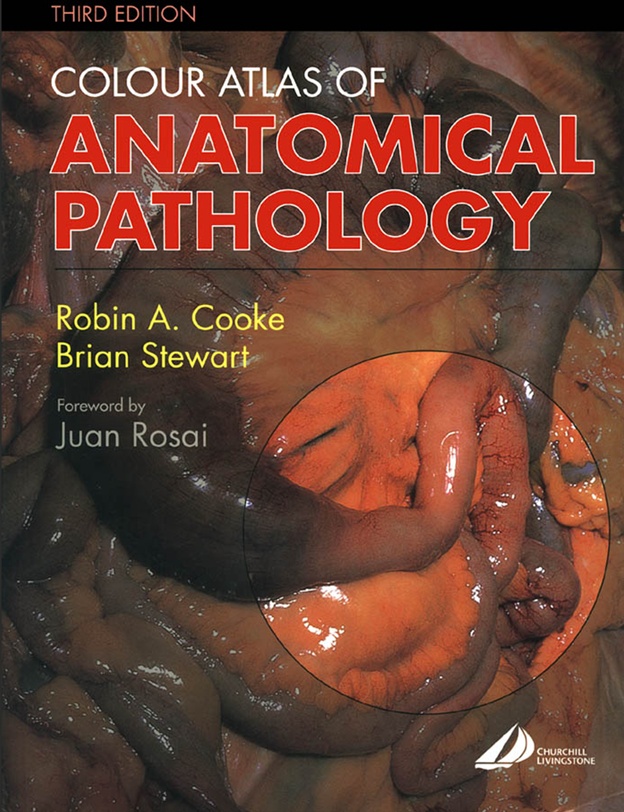 THIRD EDITION
COLOUR ATLAS OF
ANATOMICAL
PATHOLOGY
Robin A. Cooke
Brian Stewart
Foreword by
Juan Rosai
CHURCHILL
LIVINGSTONE